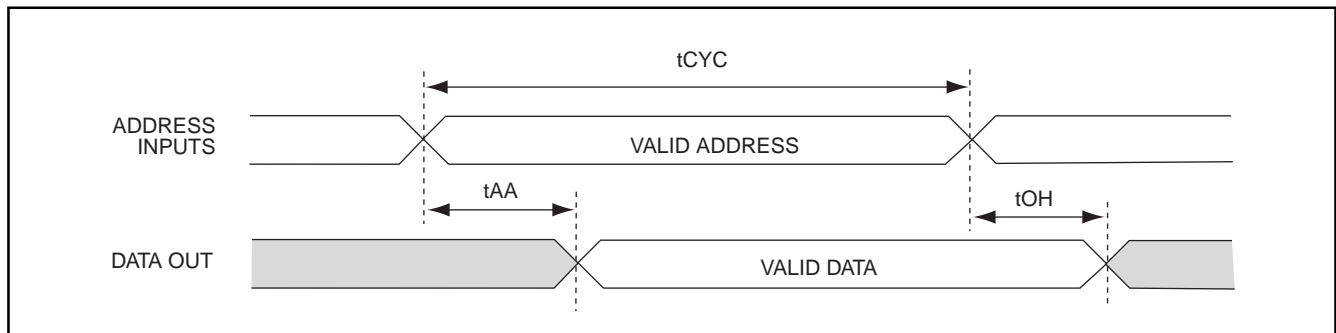 tCYC
ADDRESS
INPUTS
VALID ADDRESS
tAA
tOH
DATA OUT
VALID DATA